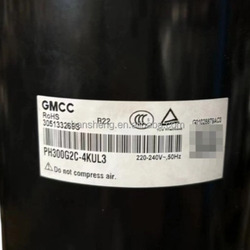 GMCC
RoHS R22
3051332693
PH300G2C-4KUL3
220-240V~,50Hz
Do not compress air.